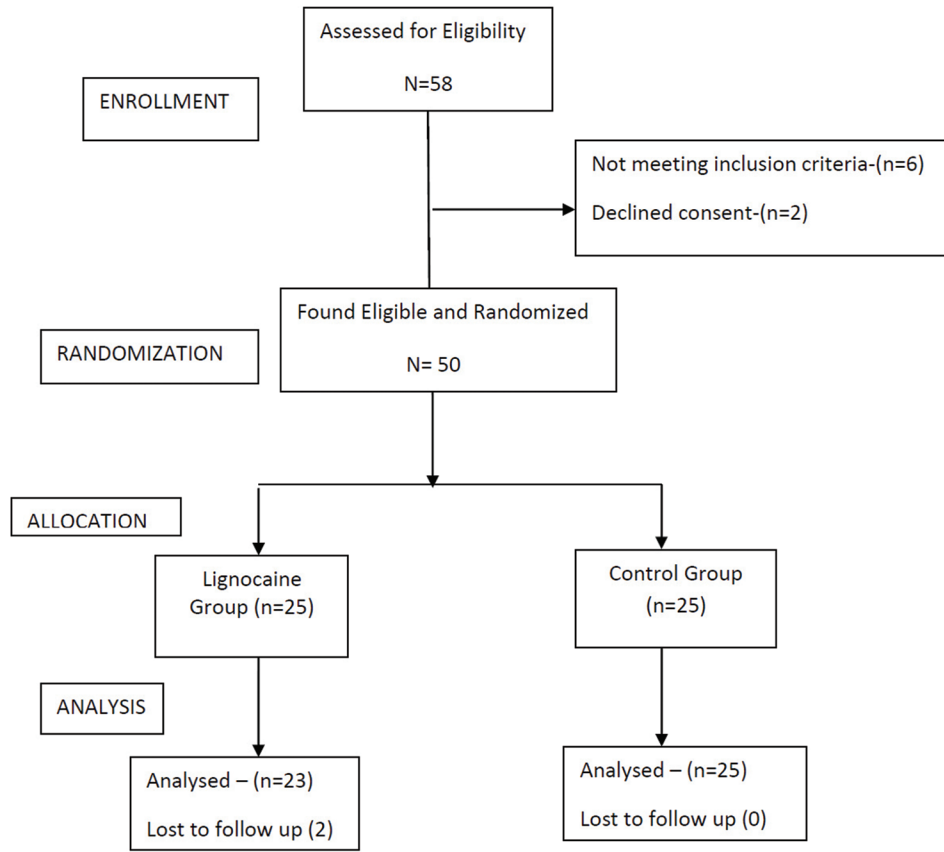 Assessed for Eligibility
N=58
ENROLLMENT
Not meeting inclusion criteria-(n=6)
Declined consent-(n=2)
Found Eligible and Randomized
N= 50
RANDOMIZATION
ALLOCATION
Lignocaine
Group (n=25)
Control Group
(n=25)
ANALYSIS
Analysed – (n=23)
Lost to follow up (2)
Analysed – (n=25)
Lost to follow up (0)